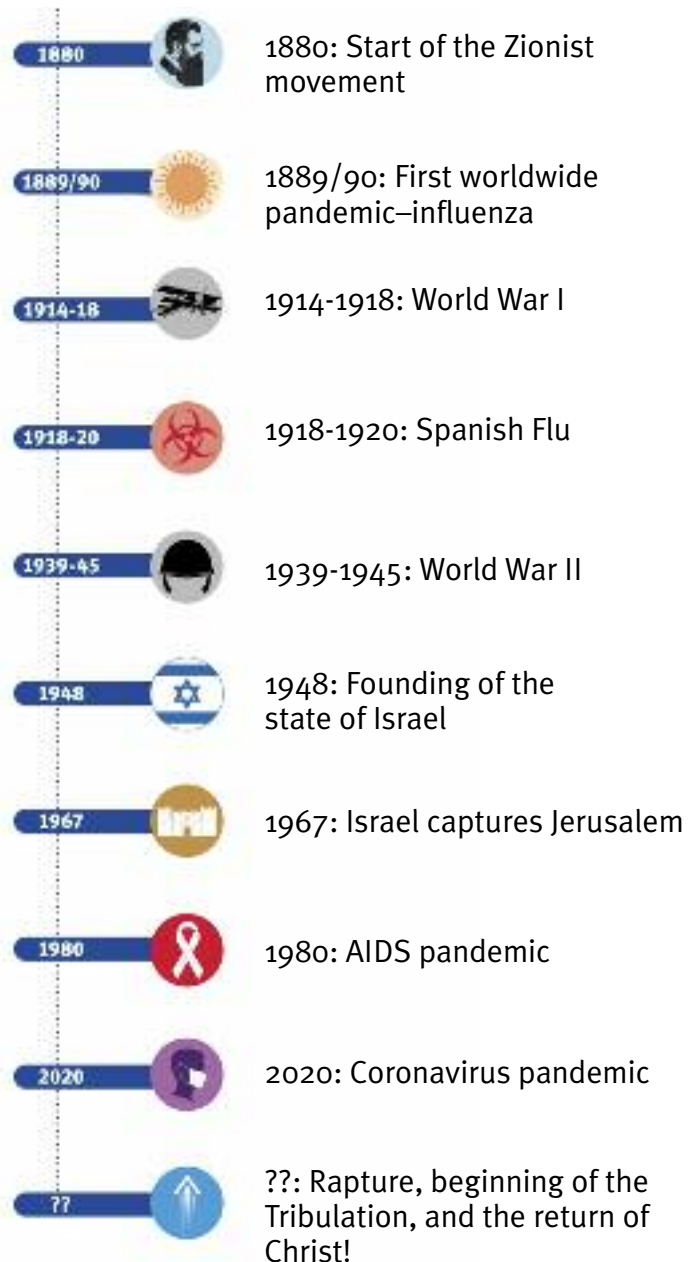 1880
1880: Start of the Zionist
movement
1889/90
1889/90: First worldwide
pandemic–influenza
1914-18
1914-1918: World War I
1918-20
1918-1920: Spanish Flu
1939-45
1939-1945: World War II
1948
1948: Founding of the
state of Israel
1967
1967: Israel captures Jerusalem
1980
1980: AIDS pandemic
2020
2020: Coronavirus pandemic
??
??: Rapture, beginning of the
Tribulation, and the return of
Christ!